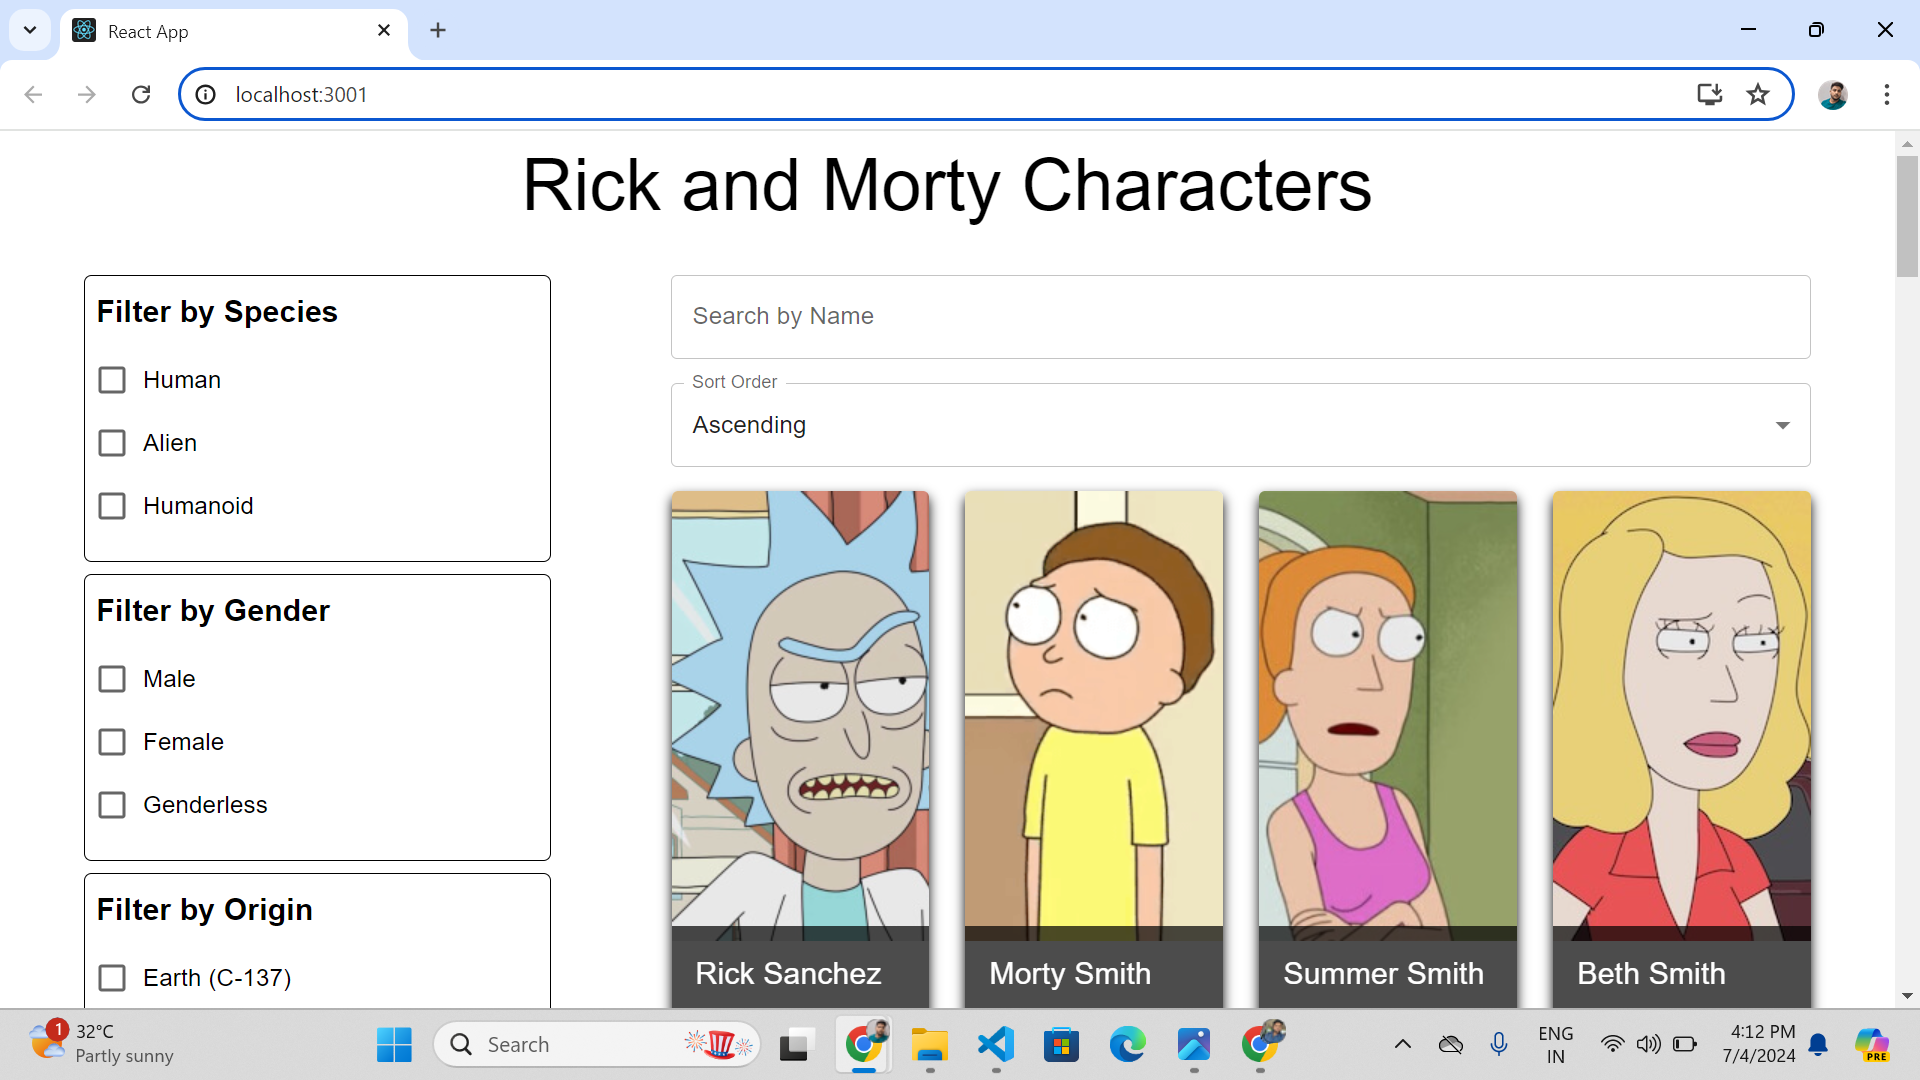 React App
localhost:3001
Rick and Morty Characters
Filter by Species
Human
Alien
Humanoid
Filter by Gender
Male
Female
Genderless
Filter by Origin
Earth (C-137)
Search by Name
Sort Order
Ascending
Rick Sanchez
Morty Smith
Summer Smith
Beth Smith
1
32°C
Partly sunny
Search
ENG
IN
4:12 PM
7/4/2024
PRE